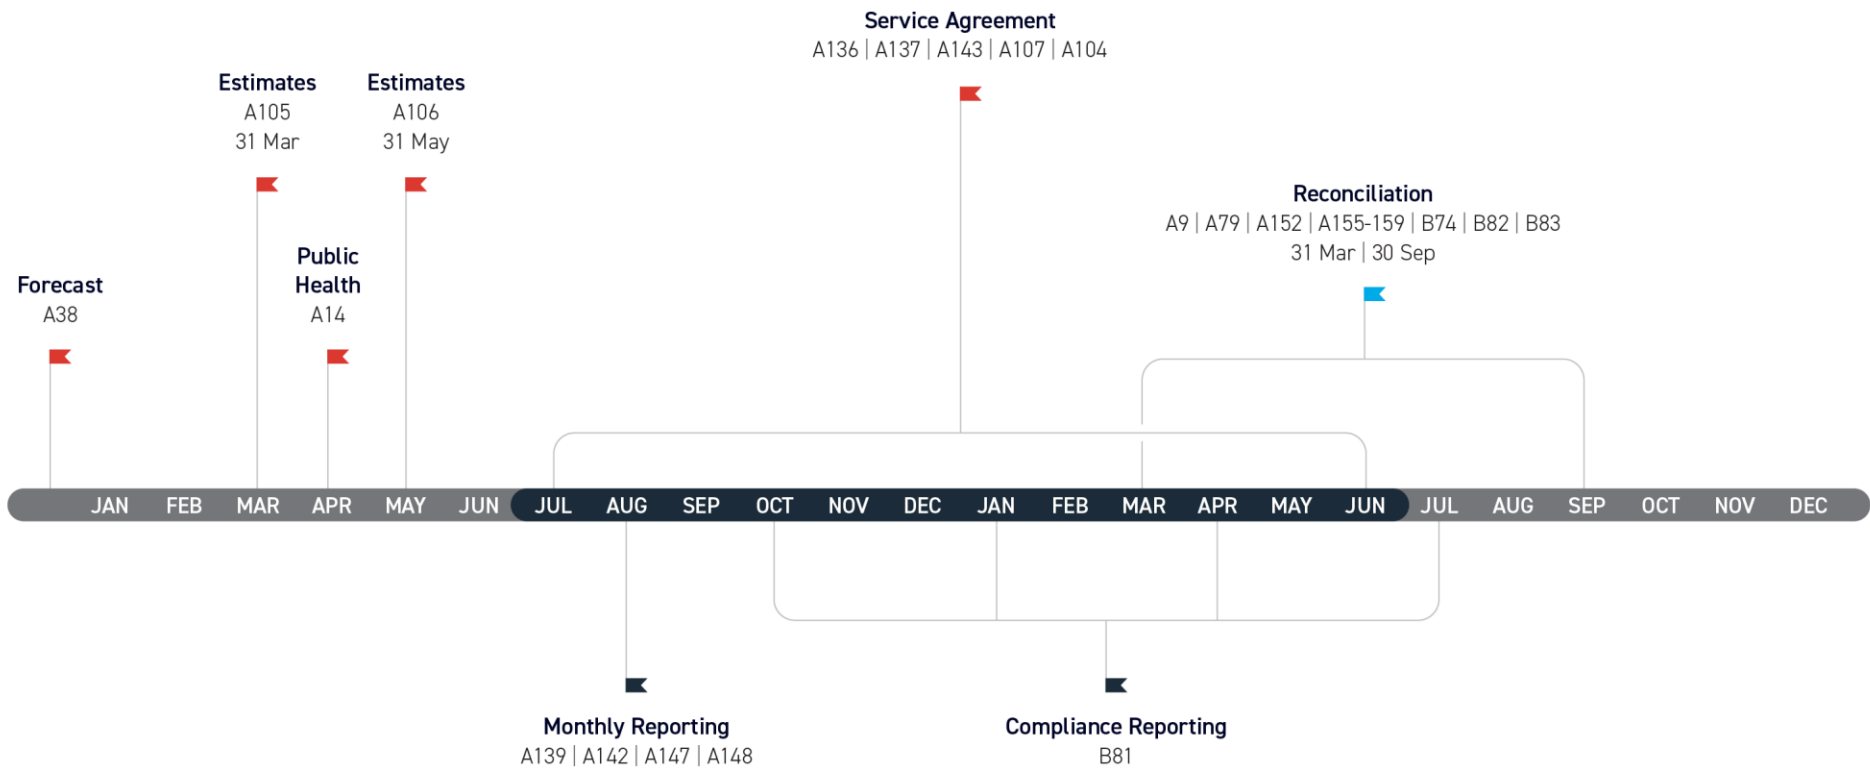 Service Agreement
A136 | A137 | A143 | A107 | A104
Estimates
A105
31 Mar
Estimates
A106
31 May
Reconciliation
A9 | A79 | A152 | A155-159 | B74 | B82 | B83
31 Mar | 30 Sep
Public
Health
A14
Forecast
A38
JAN FEB MAR APR MAY JUN JUL AUG SEP OCT NOV DEC JAN FEB MAR APR MAY JUN JUL AUG SEP OCT NOV DEC
Monthly Reporting
A139 | A142 | A147 | A148
Compliance Reporting
B81